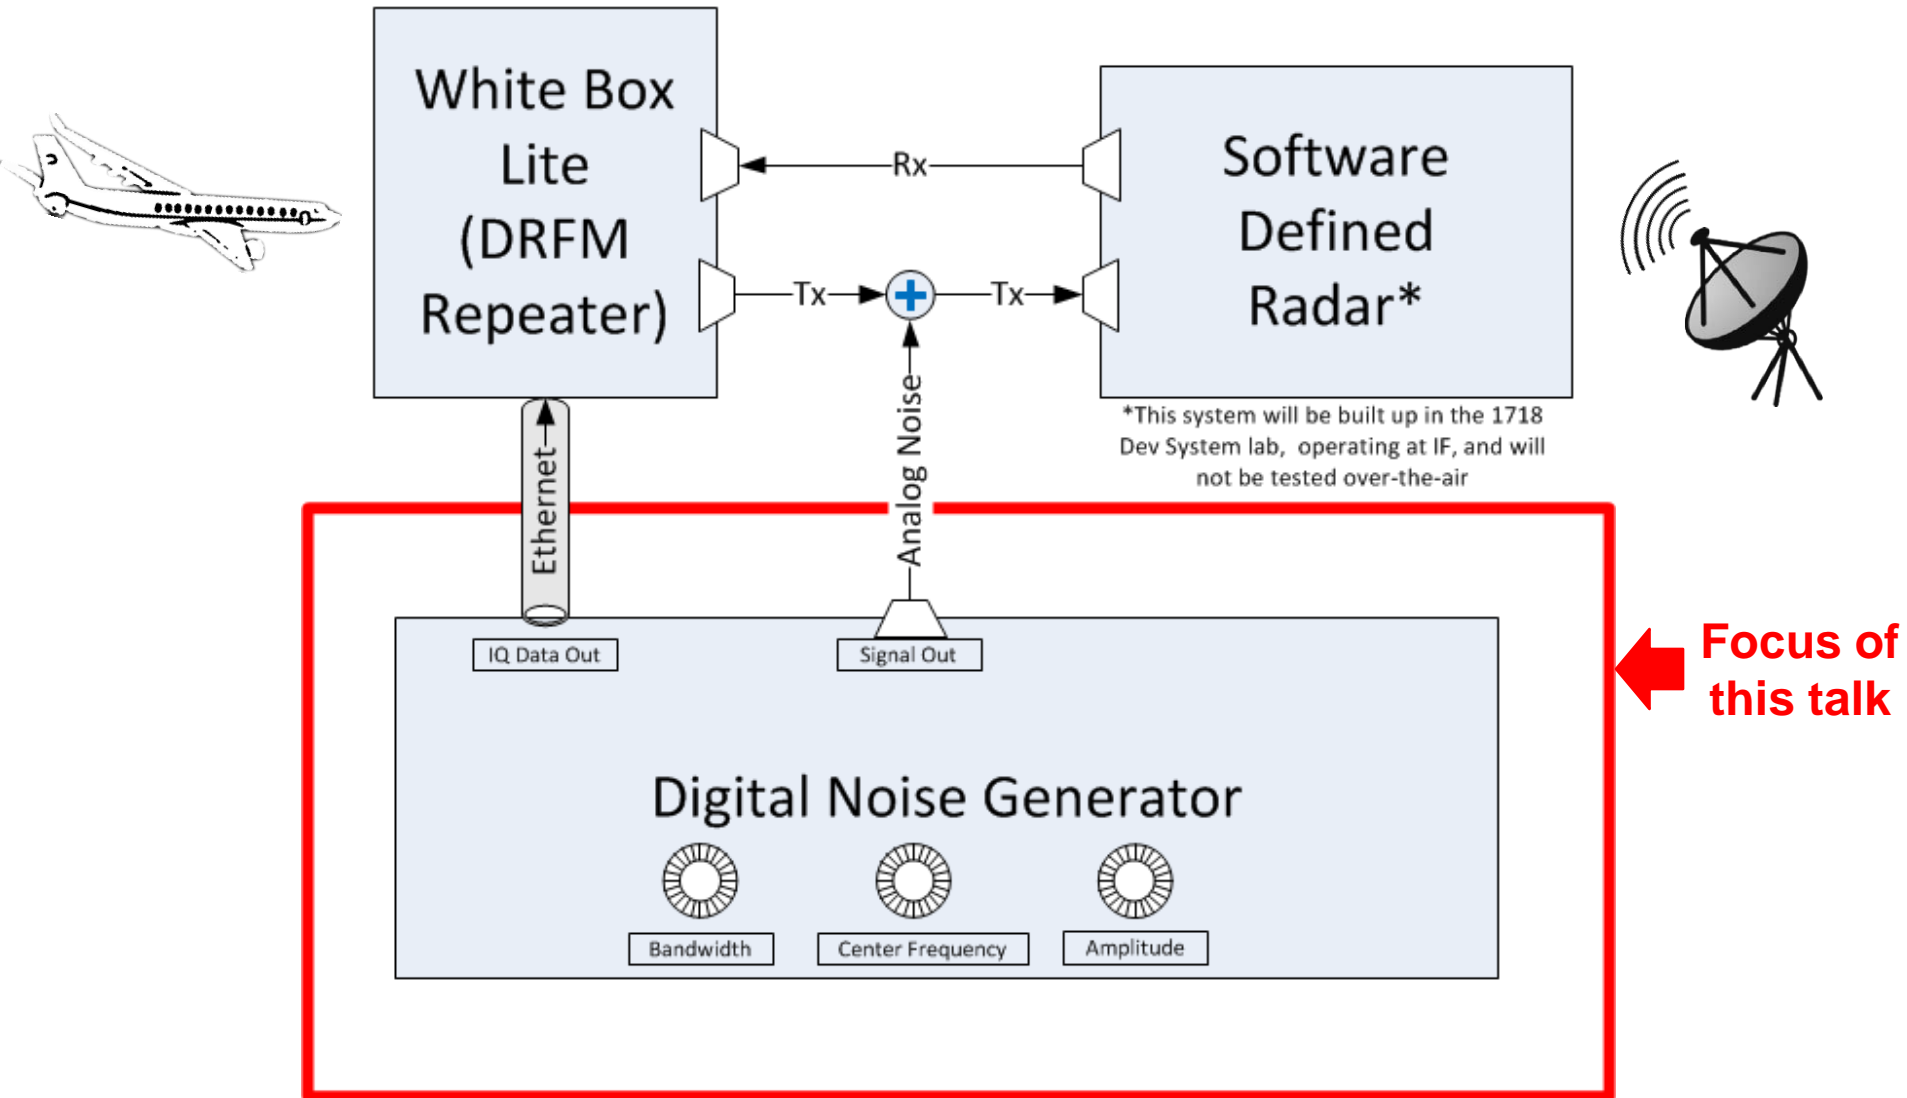 White Box
Lite
(DRFM
Repeater)
Rx
Tx
Tx
Software
Defined
Radar*
*This system will be built up in the 1718
Dev System lab, operating at IF, and will
not be tested over-the-air
Ethernet
Analog Noise
IQ Data Out
Signal Out
Focus of
this talk
Digital Noise Generator
Bandwidth
Center Frequency
Amplitude